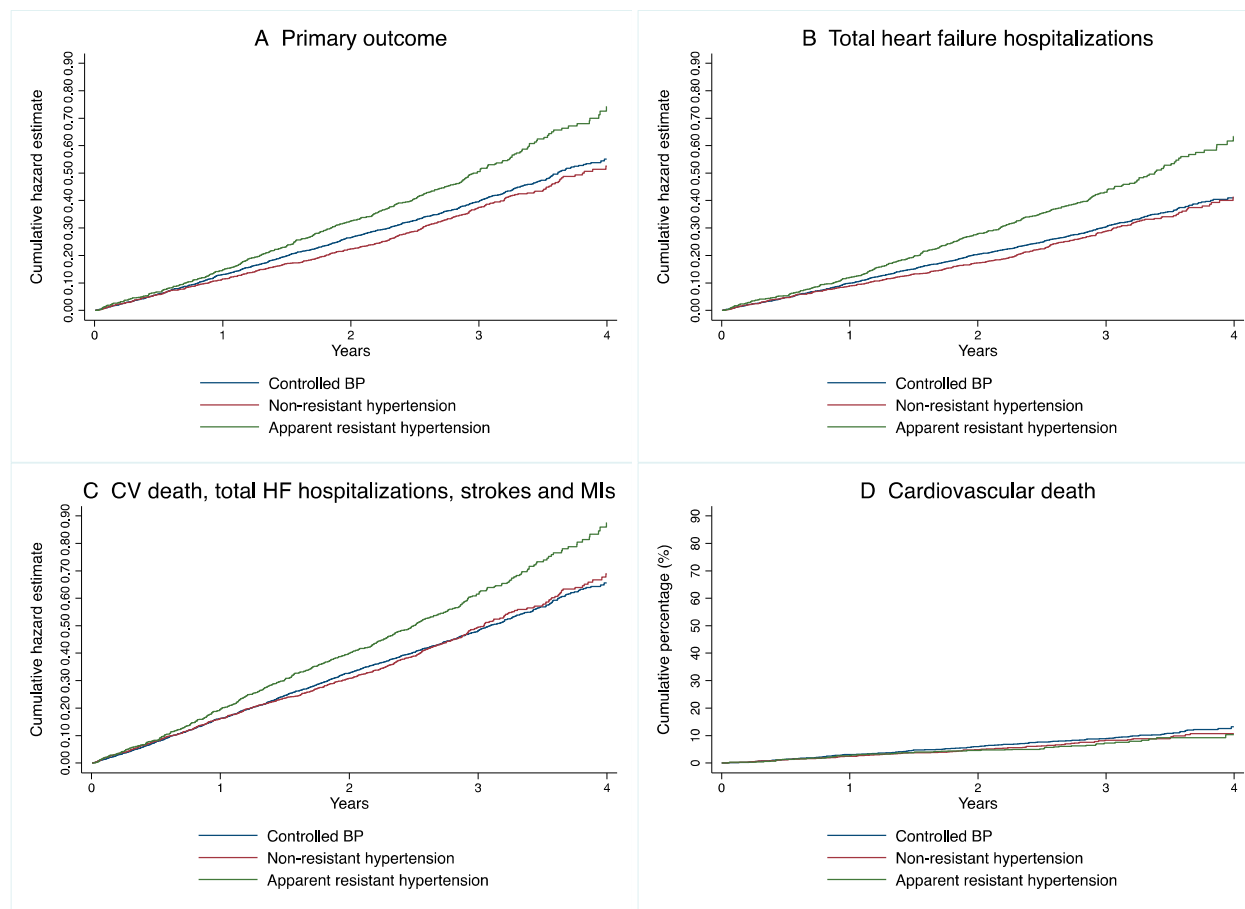 A Primary outcome
Cumulative hazard estimate
0.00 0.10 0.20 0.30 0.40 0.50 0.60 0.70 0.80 0.90
0 1 2 3 4
Years
Controlled BP
Non-resistant hypertension
Apparent resistant hypertension
B Total heart failure hospitalizations
Cumulative hazard estimate
0.00 0.10 0.20 0.30 0.40 0.50 0.60 0.70 0.80 0.90
0 1 2 3 4
Years
Controlled BP
Non-resistant hypertension
Apparent resistant hypertension
C CV death, total HF hospitalizations, strokes and MIs
Cumulative hazard estimate
0.00 0.10 0.20 0.30 0.40 0.50 0.60 0.70 0.80 0.90
0 1 2 3 4
Years
Controlled BP
Non-resistant hypertension
Apparent resistant hypertension
D Cardiovascular death
Cumulative percentage (%)
0 10 20 30 40 50 60 70 80 90
0 1 2 3 4
Years
Controlled BP
Non-resistant hypertension
Apparent resistant hypertension